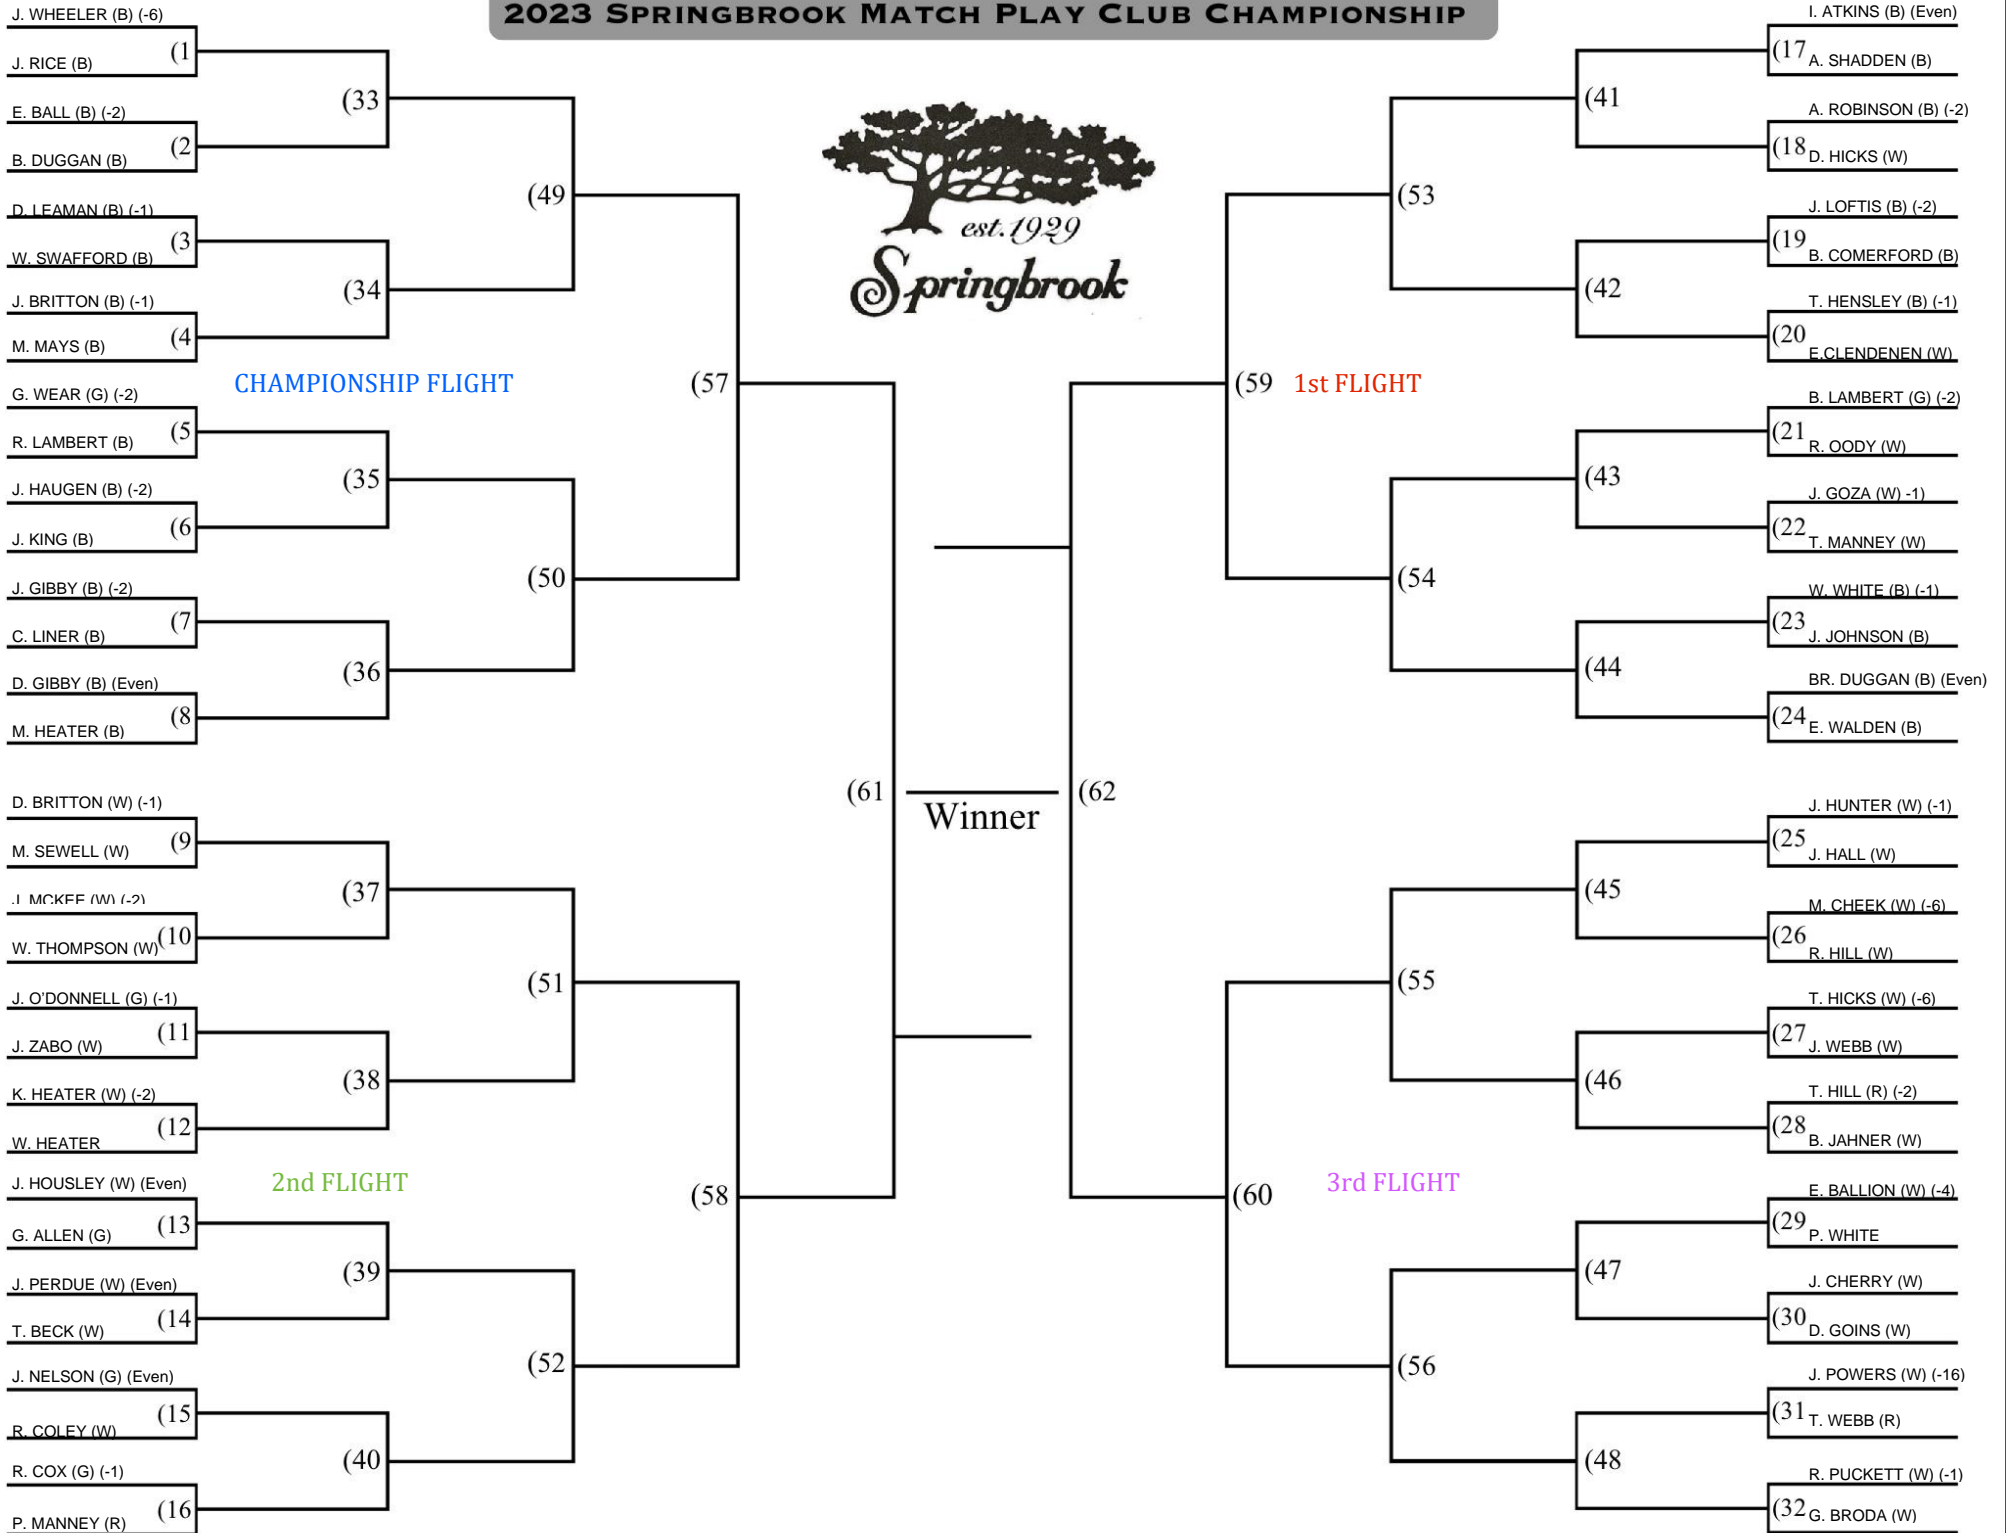 2023 SPRINGBROOK MATCH PLAY CLUB CHAMPIONSHIP
est.1929
Springbrook
J. WHEELER (B) (-6)
(1
J. RICE (B)
(33
E. BALL (B) (-2)
(2
B. DUGGAN (B)
(49
D. LEAMAN (B) (-1)
(3
W. SWAFFORD (B)
(34
J. BRITTON (B) (-1)
(4
M. MAYS (B)
CHAMPIONSHIP FLIGHT
(57
G. WEAR (G) (-2)
(5
R. LAMBERT (B)
(35
J. HAUGEN (B) (-2)
(6
J. KING (B)
(50
J. GIBBY (B) (-2)
(7
C. LINER (B)
(36
D. GIBBY (B) (Even)
(8
M. HEATER (B)
(61
D. BRITTON (W) (-1)
(9
M. SEWELL (W)
(37
J. MCKEE (W) (-2)
(10
W. THOMPSON (W)
(51
J. O'DONNELL (G) (-1)
(11
J. ZABO (W)
(38
K. HEATER (W) (-2)
(12
W. HEATER
2nd FLIGHT
(58
J. HOUSLEY (W) (Even)
(13
G. ALLEN (G)
(39
J. PERDUE (W) (Even)
(14
T. BECK (W)
(52
J. NELSON (G) (Even)
(15
R. COLEY (W)
(40
R. COX (G) (-1)
(16
P. MANNEY (R)
Winner
I. ATKINS (B) (Even)
(17
A. SHADDEN (B)
(41
A. ROBINSON (B) (-2)
(18
D. HICKS (W)
(53
J. LOFTIS (B) (-2)
(19
B. COMERFORD (B)
(42
T. HENSLEY (B) (-1)
(20
E.CLENDENEN (W)
(59
1st FLIGHT
B. LAMBERT (G) (-2)
(21
R. OODY (W)
(43
J. GOZA (W) -1)
(22
T. MANNEY (W)
(54
W. WHITE (B) (-1)
(23
J. JOHNSON (B)
(44
BR. DUGGAN (B) (Even)
(24
E. WALDEN (B)
(62
J. HUNTER (W) (-1)
(25
J. HALL (W)
(45
M. CHEEK (W) (-6)
(26
R. HILL (W)
(55
T. HICKS (W) (-6)
(27
J. WEBB (W)
(46
T. HILL (R) (-2)
(28
B. JAHNER (W)
(60
3rd FLIGHT
E. BALLION (W) (-4)
(29
P. WHITE
(47
J. CHERRY (W)
(30
D. GOINS (W)
(56
J. POWERS (W) (-16)
(31
T. WEBB (R)
(48
R. PUCKETT (W) (-1)
(32
G. BRODA (W)